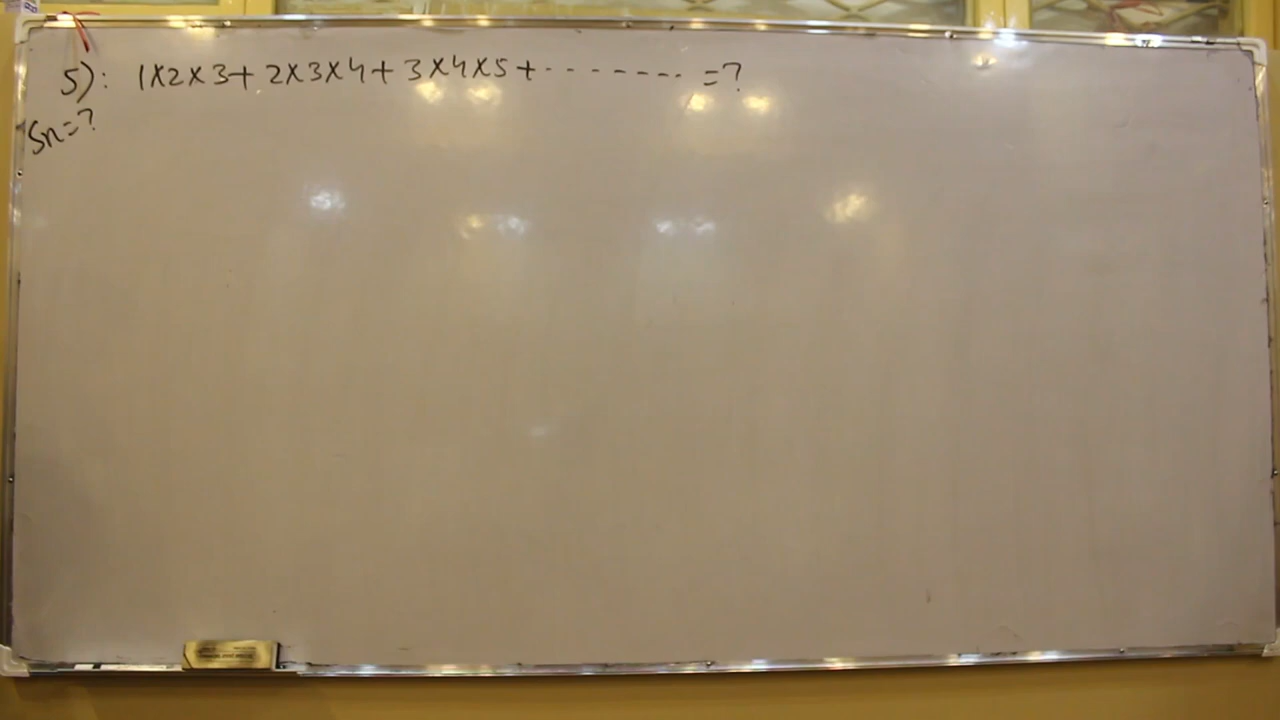 5): 1×2×3+ 2×3×4+ 3×4×5+-------- =?
Sn=?